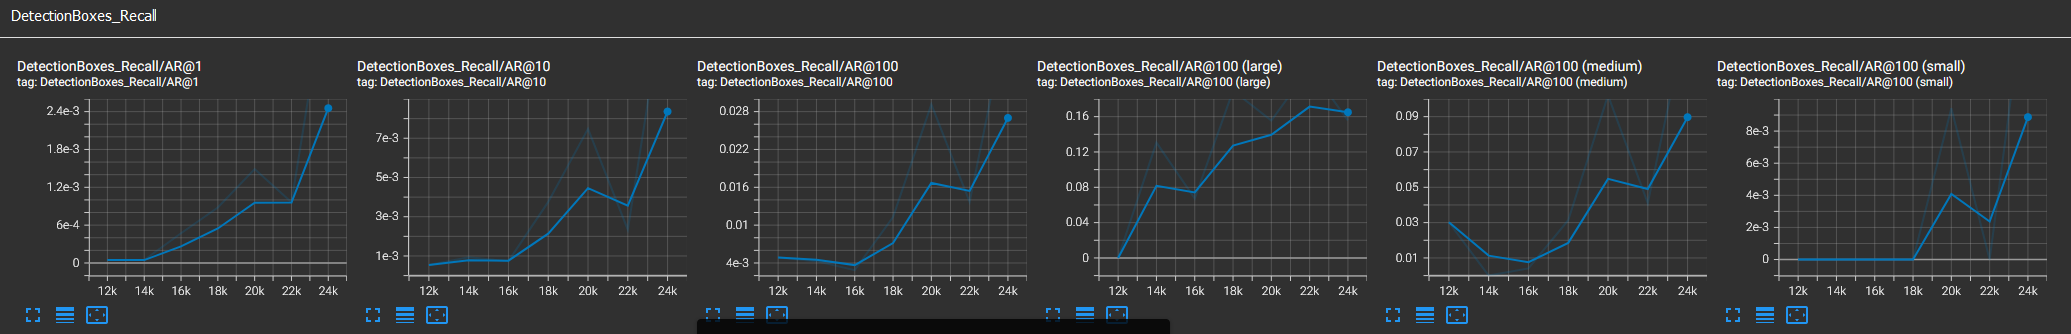 DetectionBoxes_Recall
DetectionBoxes_Recall/AR@1
tag: DetectionBoxes_Recall/AR@1
2.4e-3
1.8e-3
1.2e-3
6e-4
0
12k 14k 16k 18k 20k 22k 24k
DetectionBoxes_Recall/AR@10
tag: DetectionBoxes_Recall/AR@10
7e-3
5e-3
3e-3
1e-3
12k 14k 16k 18k 20k 22k 24k
DetectionBoxes_Recall/AR@100
tag: DetectionBoxes_Recall/AR@100
0.028
0.022
0.016
0.01
4e-3
12k 14k 16k 18k 20k 22k 24k
DetectionBoxes_Recall/AR@100 (large)
tag: DetectionBoxes_Recall/AR@100 (large)
0.16
0.12
0.08
0.04
0
12k 14k 16k 18k 20k 22k 24k
DetectionBoxes_Recall/AR@100 (medium)
tag: DetectionBoxes_Recall/AR@100 (medium)
0.09
0.07
0.05
0.03
0.01
12k 14k 16k 18k 20k 22k 24k
DetectionBoxes_Recall/AR@100 (small)
tag: DetectionBoxes_Recall/AR@100 (small)
8e-3
6e-3
4e-3
2e-3
0
12k 14k 16k 18k 20k 22k 24k